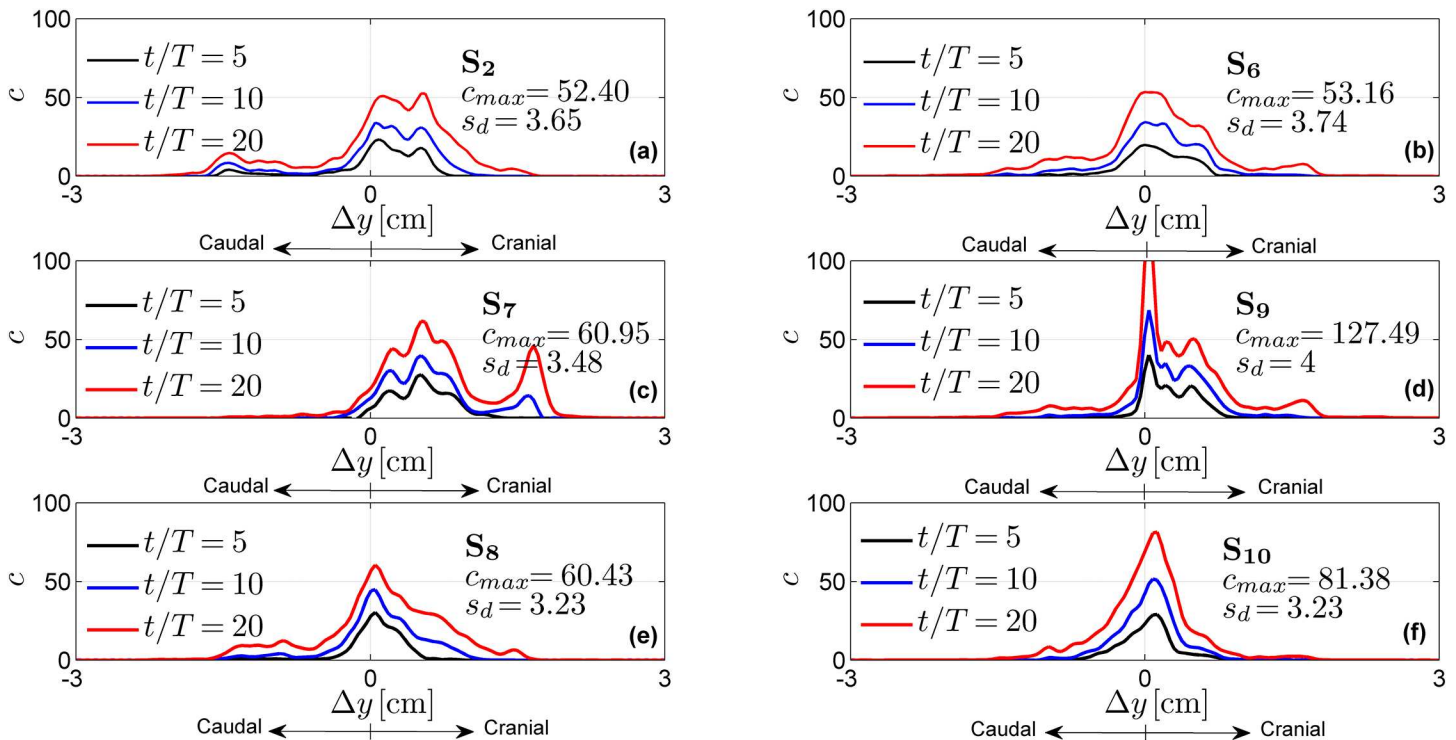 100
50
0
c
t/T = 5
t/T = 10
t/T = 20
S2
cmax= 52.40
sd = 3.65
(a)
-3 0 3
Δy [cm]
Caudal Cranial
100
50
0
c
t/T = 5
t/T = 10
t/T = 20
S6
cmax= 53.16
sd = 3.74
(b)
-3 0 3
Δy [cm]
Caudal Cranial
100
50
0
c
t/T = 5
t/T = 10
t/T = 20
S7
cmax= 60.95
sd = 3.48
(c)
-3 0 3
Δy [cm]
Caudal Cranial
100
50
0
c
t/T = 5
t/T = 10
t/T = 20
S9
cmax= 127.49
sd = 4
(d)
-3 0 3
Δy [cm]
Caudal Cranial
100
50
0
c
t/T = 5
t/T = 10
t/T = 20
S8
cmax= 60.43
sd = 3.23
(e)
-3 0 3
Δy [cm]
Caudal Cranial
100
50
0
c
t/T = 5
t/T = 10
t/T = 20
S10
cmax= 81.38
sd = 3.23
(f)
-3 0 3
Δy [cm]
Caudal Cranial